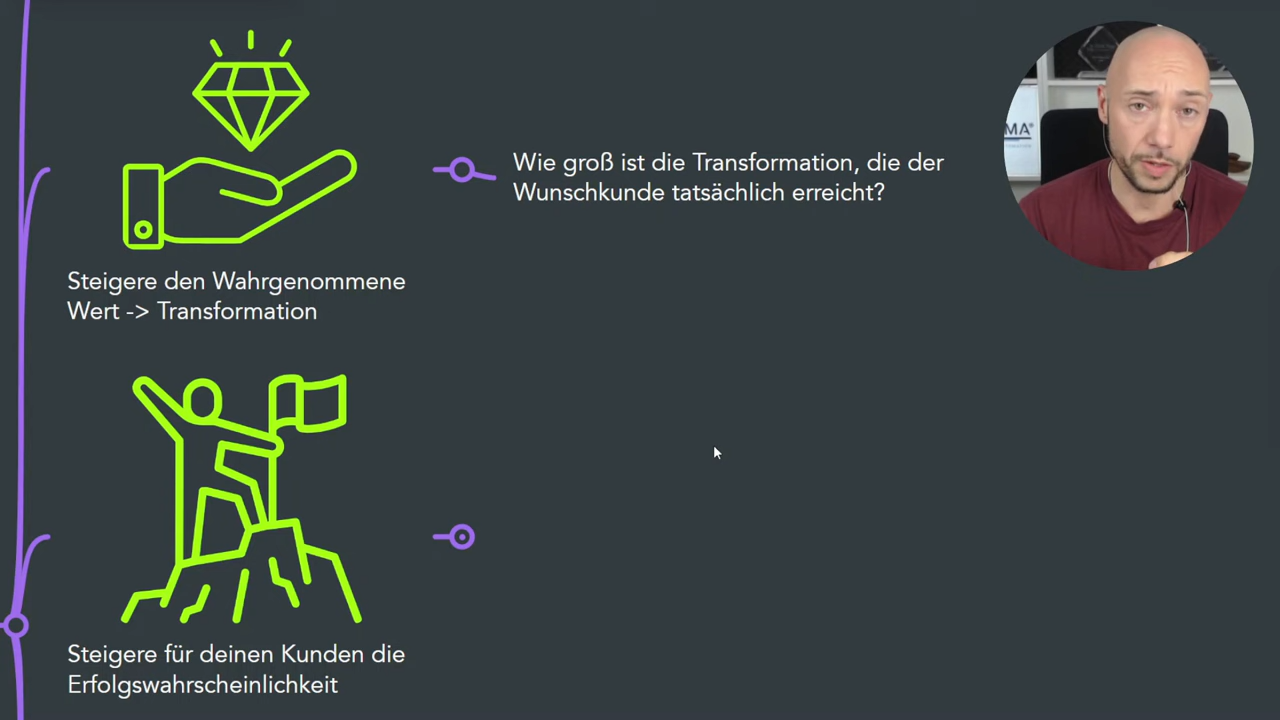 Wie groß ist die Transformation, die der
Wunschkunde tatsächlich erreicht?
MA®
Steigere den Wahrgenommene
Wert -> Transformation
Steigere für deinen Kunden die
Erfolgswahrscheinlichkeit